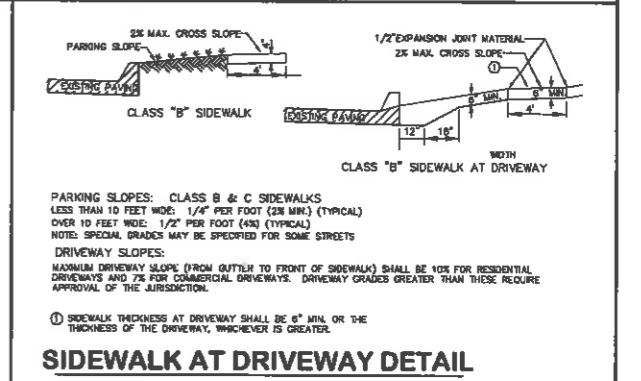 2% MAX. CROSS SLOPE
PARKING SLOPE
4"
4'
EXISTING PAVING
CLASS "B" SIDEWALK
1/2"EXPANSION JOINT MATERIAL
2% MAX. CROSS SLOPE
1
6" MIN.
6" MIN.
4'
EXISTING PAVING
12"
18"
WIDTH
CLASS "B" SIDEWALK AT DRIVEWAY
PARKING SLOPES: CLASS B & C SIDEWALKS
LESS THAN 10 FEET WIDE: 1/4" PER FOOT (2% MIN.) (TYPICAL)
OVER 10 FEET WIDE: 1/2" PER FOOT (4%) (TYPICAL)
NOTE: SPECIAL GRADES MAY BE SPECIFIED FOR SOME STREETS
DRIVEWAY SLOPES:
MAXIMUM DRIVEWAY SLOPE (FROM GUTTER TO FRONT OF SIDEWALK) SHALL BE 10% FOR RESIDENTIAL
DRIVEWAYS AND 7% FOR COMMERCIAL DRIVEWAYS. DRIVEWAY GRADES GREATER THAN THESE REQUIRE
APPROVAL OF THE JURISDICTION.
1 SIDEWALK THICKNESS AT DRIVEWAY SHALL BE 6" MIN. OR THE
THICKNESS OF THE DRIVEWAY, WHICHEVER IS GREATER.
SIDEWALK AT DRIVEWAY DETAIL